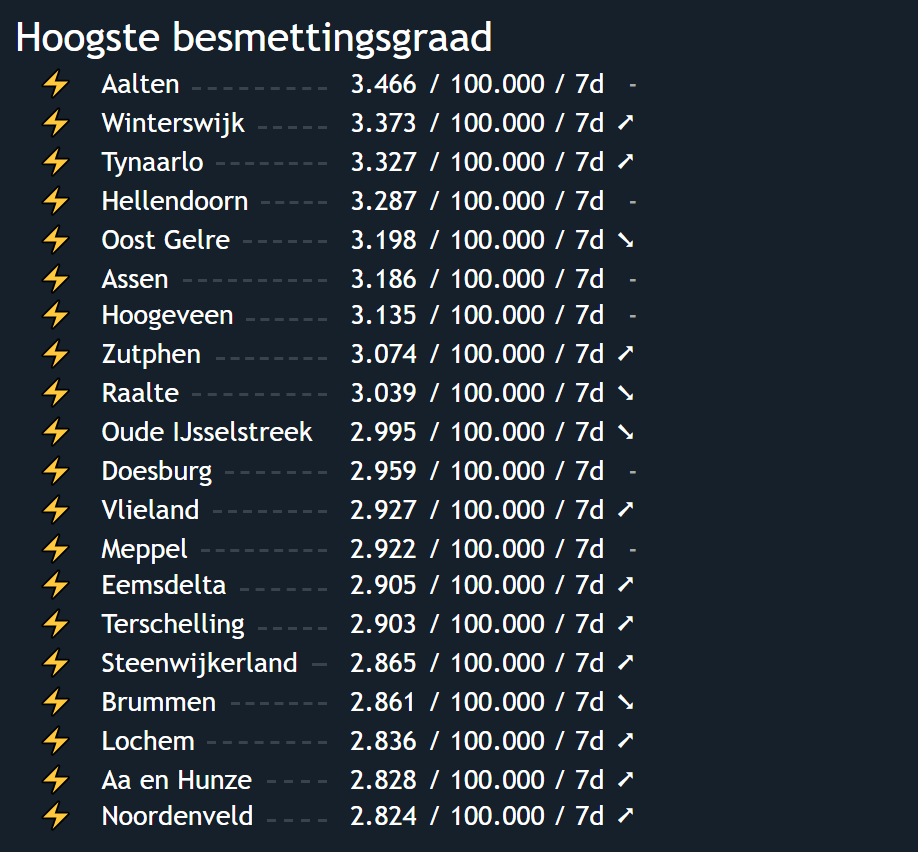 Hoogste besmettingsgraad
⚡ Aalten ---------- 3.466 / 100.000 / 7d -
⚡ Winterswijk ------ 3.373 / 100.000 / 7d ↗
⚡ Tynaarlo --------- 3.327 / 100.000 / 7d ↗
⚡ Hellendoorn ------ 3.287 / 100.000 / 7d -
⚡ Oost Gelre ------- 3.198 / 100.000 / 7d ↘
⚡ Assen ----------- 3.186 / 100.000 / 7d -
⚡ Hoogeveen ------- 3.135 / 100.000 / 7d -
⚡ Zutphen --------- 3.074 / 100.000 / 7d ↗
⚡ Raalte ---------- 3.039 / 100.000 / 7d ↘
⚡ Oude IJsselstreek 2.995 / 100.000 / 7d ↘
⚡ Doesburg -------- 2.959 / 100.000 / 7d -
⚡ Vlieland --------- 2.927 / 100.000 / 7d ↗
⚡ Meppel ---------- 2.922 / 100.000 / 7d -
⚡ Eemsdelta ------- 2.905 / 100.000 / 7d ↗
⚡ Terschelling ------ 2.903 / 100.000 / 7d ↗
⚡ Steenwijkerland - 2.865 / 100.000 / 7d ↗
⚡ Brummen -------- 2.861 / 100.000 / 7d ↘
⚡ Lochem ---------- 2.836 / 100.000 / 7d ↗
⚡ Aa en Hunze ---- 2.828 / 100.000 / 7d ↗
⚡ Noordenveld ---- 2.824 / 100.000 / 7d ↗